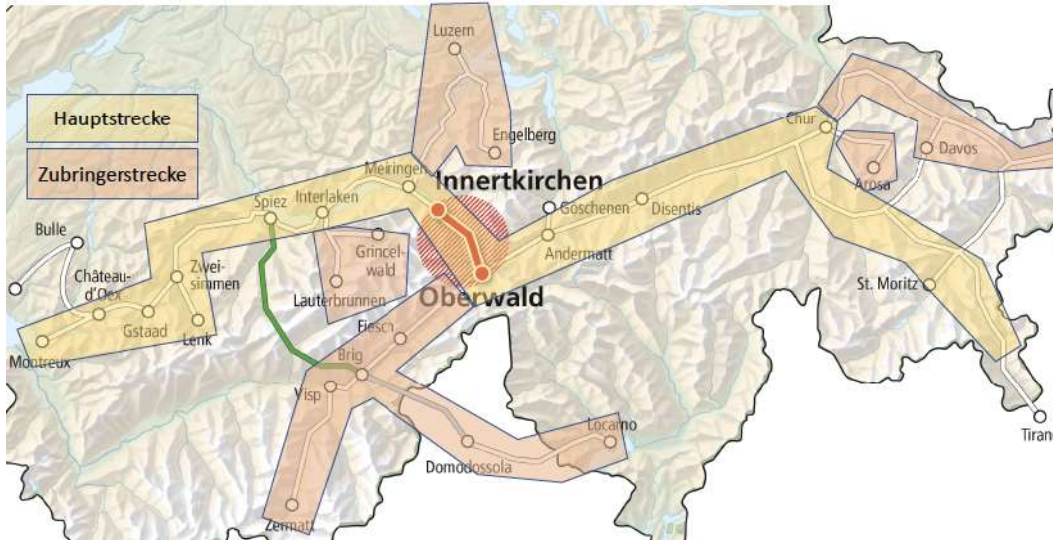 Luzern
Hauptstrecke
Engelberg
Chur
Davos
Zubringerstrecke
Meiringen
Arosa
Innertkirchen
Interlaken
Spiez
Göschenen
Disentis
Bulle
Andermatt
Grincel-
wald
Château-
d'Oex
Zwei-
simmen
Lauterbrunnen
Oberwald
St. Moritz
Gstaad
Lenk
Fiesch
Montreux
Brig
Visp
Locarno
Tiran
Domodossola
Zermatt